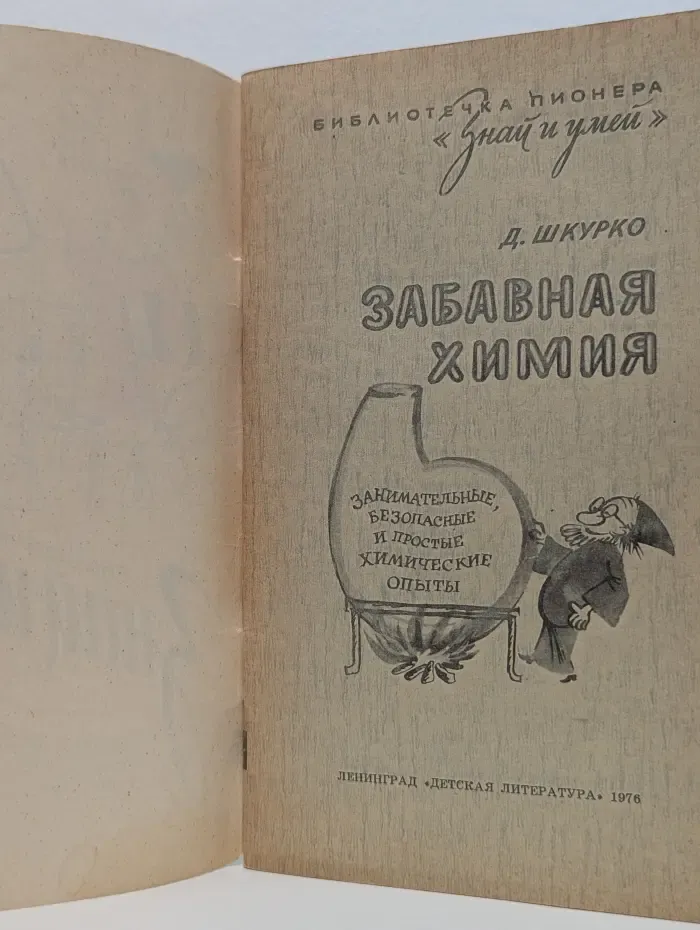 БИБЛИОТЕЧКА ПИОНЕРА
«Знай и умей»
Д. ШКУРКО
ЗАБАВНАЯ
ХИМИЯ
ЗАНИМАТЕЛЬНЫЕ,
БЕЗОПАСНЫЕ
И ПРОСТЫЕ
ХИМИЧЕСКИЕ
ОПЫТЫ
ЛЕНИНГРАД «ДЕТСКАЯ ЛИТЕРАТУРА» 1976